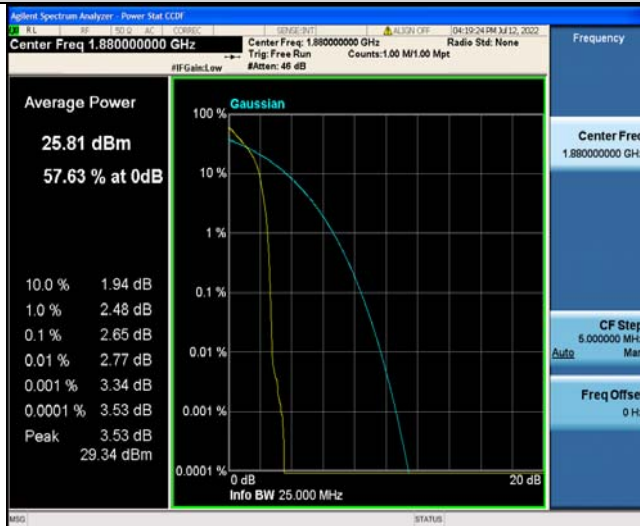 Agilent Spectrum Analyzer - Power Stat CCDF
RL RF 50 Ω AC CORREC SENSE:INT ALIGN OFF 04:19:24 PM Jul 12, 2022
Center Freq 1.880000000 GHz
Center Freq: 1.880000000 GHz Radio Std: None
Trig: Free Run Counts:1.00 M/1.00 Mpt
#IFGain:Low #Atten: 46 dB
Frequency
Average Power
25.81 dBm
57.63 % at 0dB
10.0 % 1.94 dB
1.0 % 2.48 dB
0.1 % 2.65 dB
0.01 % 2.77 dB
0.001 % 3.34 dB
0.0001 % 3.53 dB
Peak 3.53 dB
29.34 dBm
Gaussian
100 %
10 %
1 %
0.1 %
0.01 %
0.001 %
0.0001 %
0 dB 20 dB
Info BW 25.000 MHz
Center Freq
1.880000000 GHz
CF Step
5.000000 MHz
Auto Man
Freq Offse
0 Hz
MSG STATUS